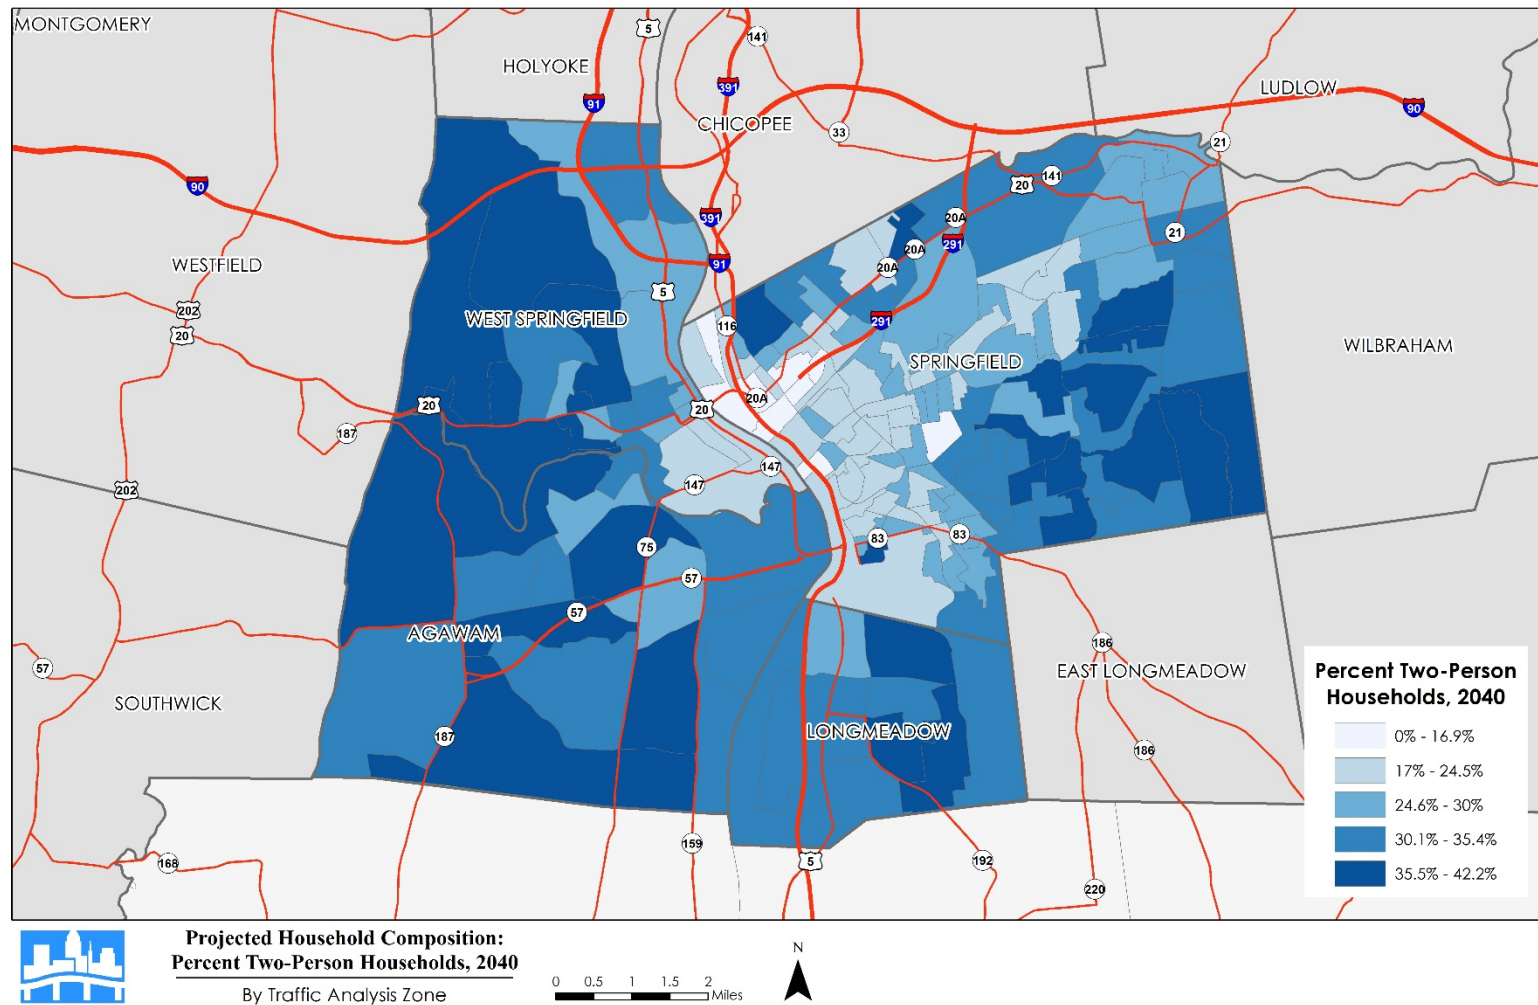 MONTGOMERY
5
141
HOLYOKE
391
91
LUDLOW
90
CHICOPEE
33
21
141
20
90
391
20A
21
20A
291
WESTFIELD
91
20A
5
202
WEST SPRINGFIELD
116
291
20
WILBRAHAM
SPRINGFIELD
20A
20
20
187
147
202
147
83
83
75
57
57
AGAWAM
186
57
EAST LONGMEADOW
SOUTHWICK
LONGMEADOW
187
186
159
5
168
192
220
Percent Two-Person
Households, 2040
0% - 16.9%
17% - 24.5%
24.6% - 30%
30.1% - 35.4%
35.5% - 42.2%
Projected Household Composition:
Percent Two-Person Households, 2040
By Traffic Analysis Zone
0 0.5 1 1.5 2
Miles
N